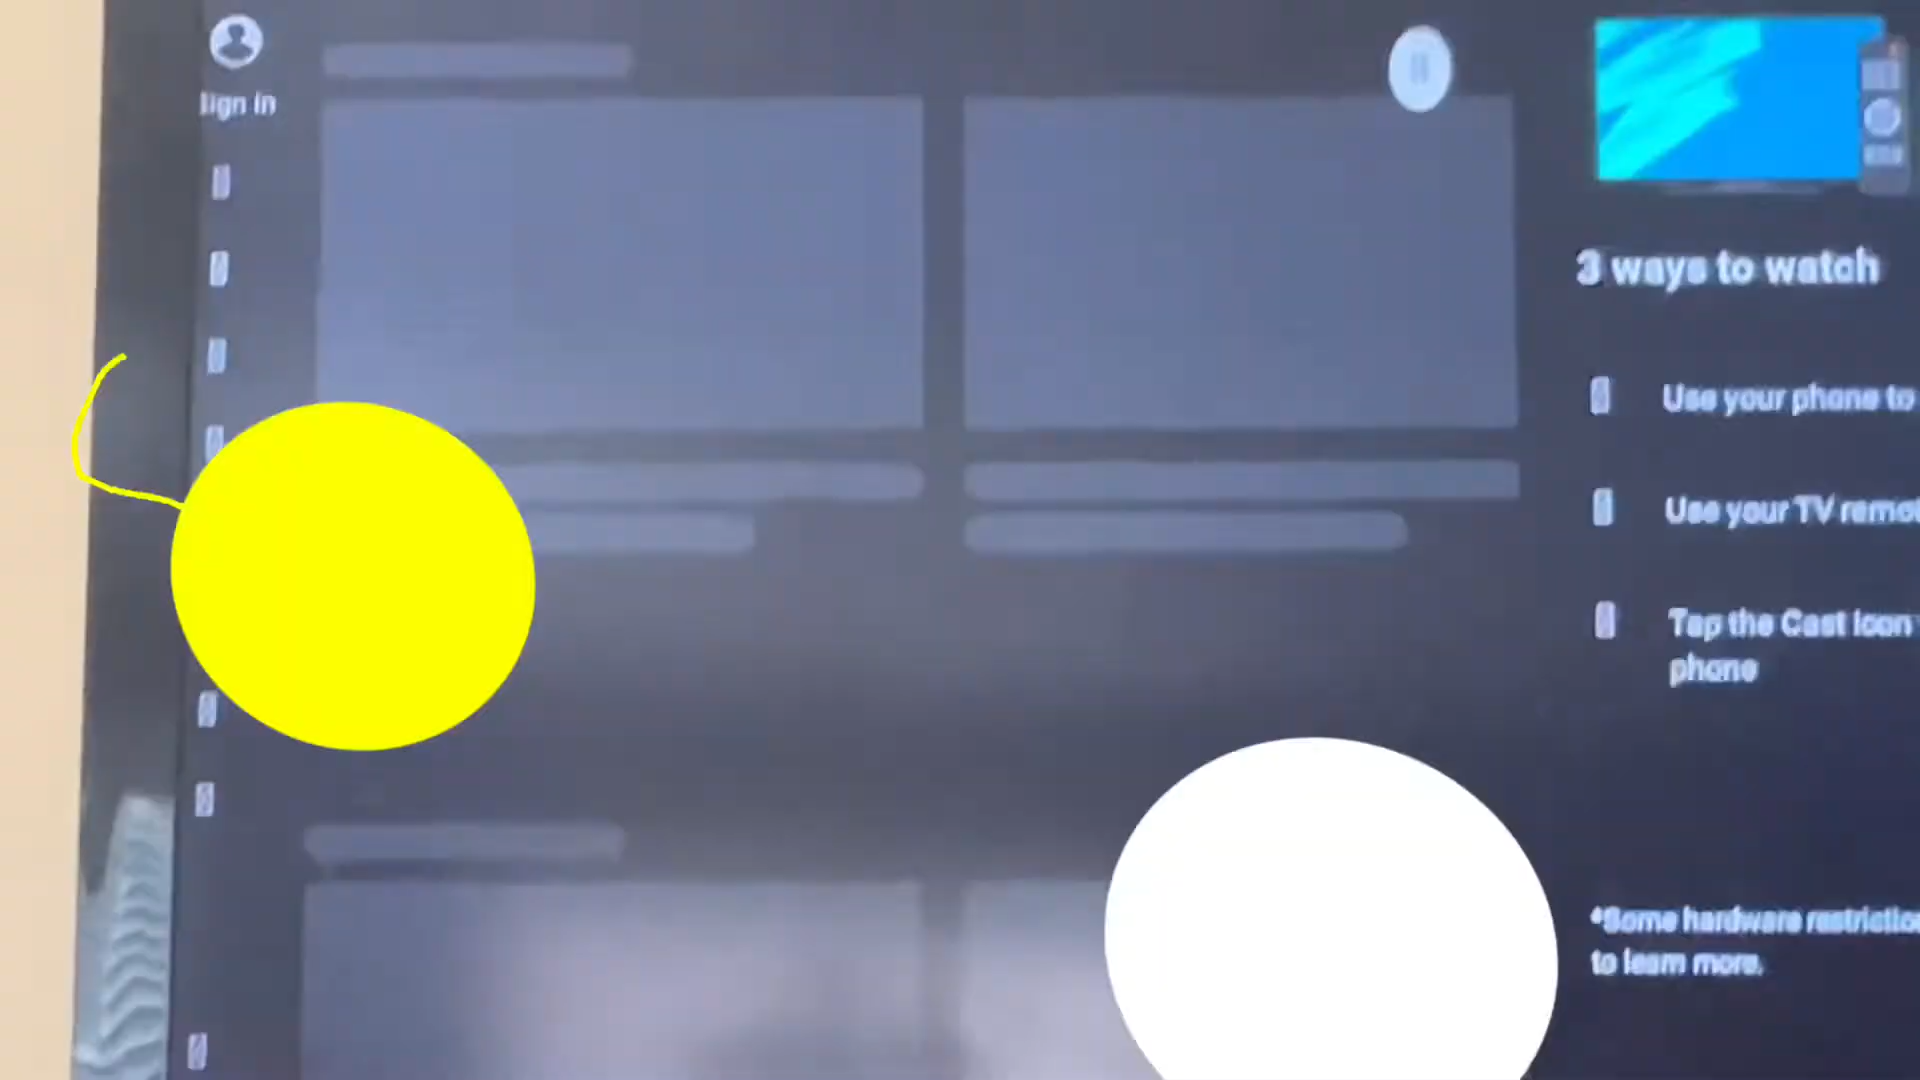 Sign in
3 ways to watch
Use your phone to
Use your TV remot
Tap the Cast icon
phone
*Some hardware restrictio
to learn more.